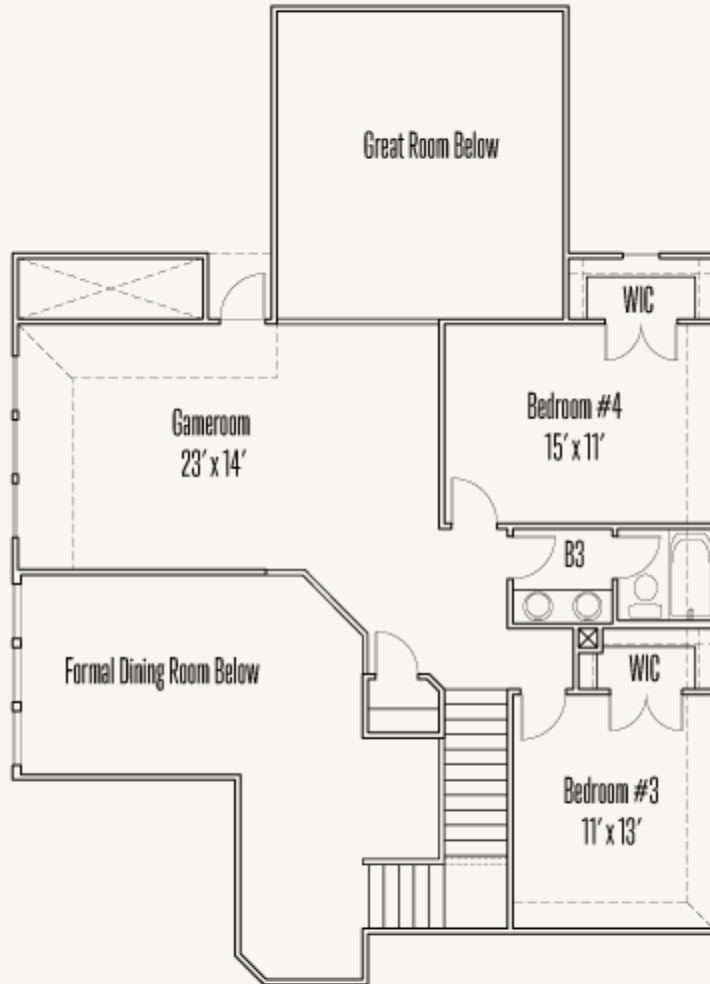 Great Room Below
WIC
Bedroom #4
15' x 11'
Gameroom
23' x 14'
B3
Formal Dining Room Below
WIC
Bedroom #3
11' x 13'